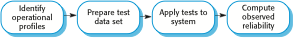 Identify
operational
profiles
Prepare test
data set
Apply tests to
system
Compute
observed
reliability